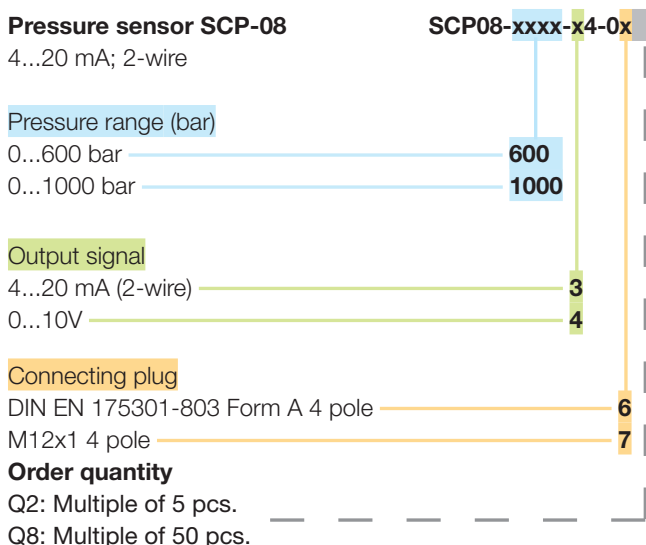 Pressure sensor SCP-08 SCP08-xxxx-x4-0x
4...20 mA; 2-wire
Pressure range (bar)
0...600 bar 600
0...1000 bar 1000
Output signal
4...20 mA (2-wire) 3
0...10V 4
Connecting plug
DIN EN 175301-803 Form A 4 pole 6
M12x1 4 pole 7
Order quantity
Q2: Multiple of 5 pcs.
Q8: Multiple of 50 pcs.